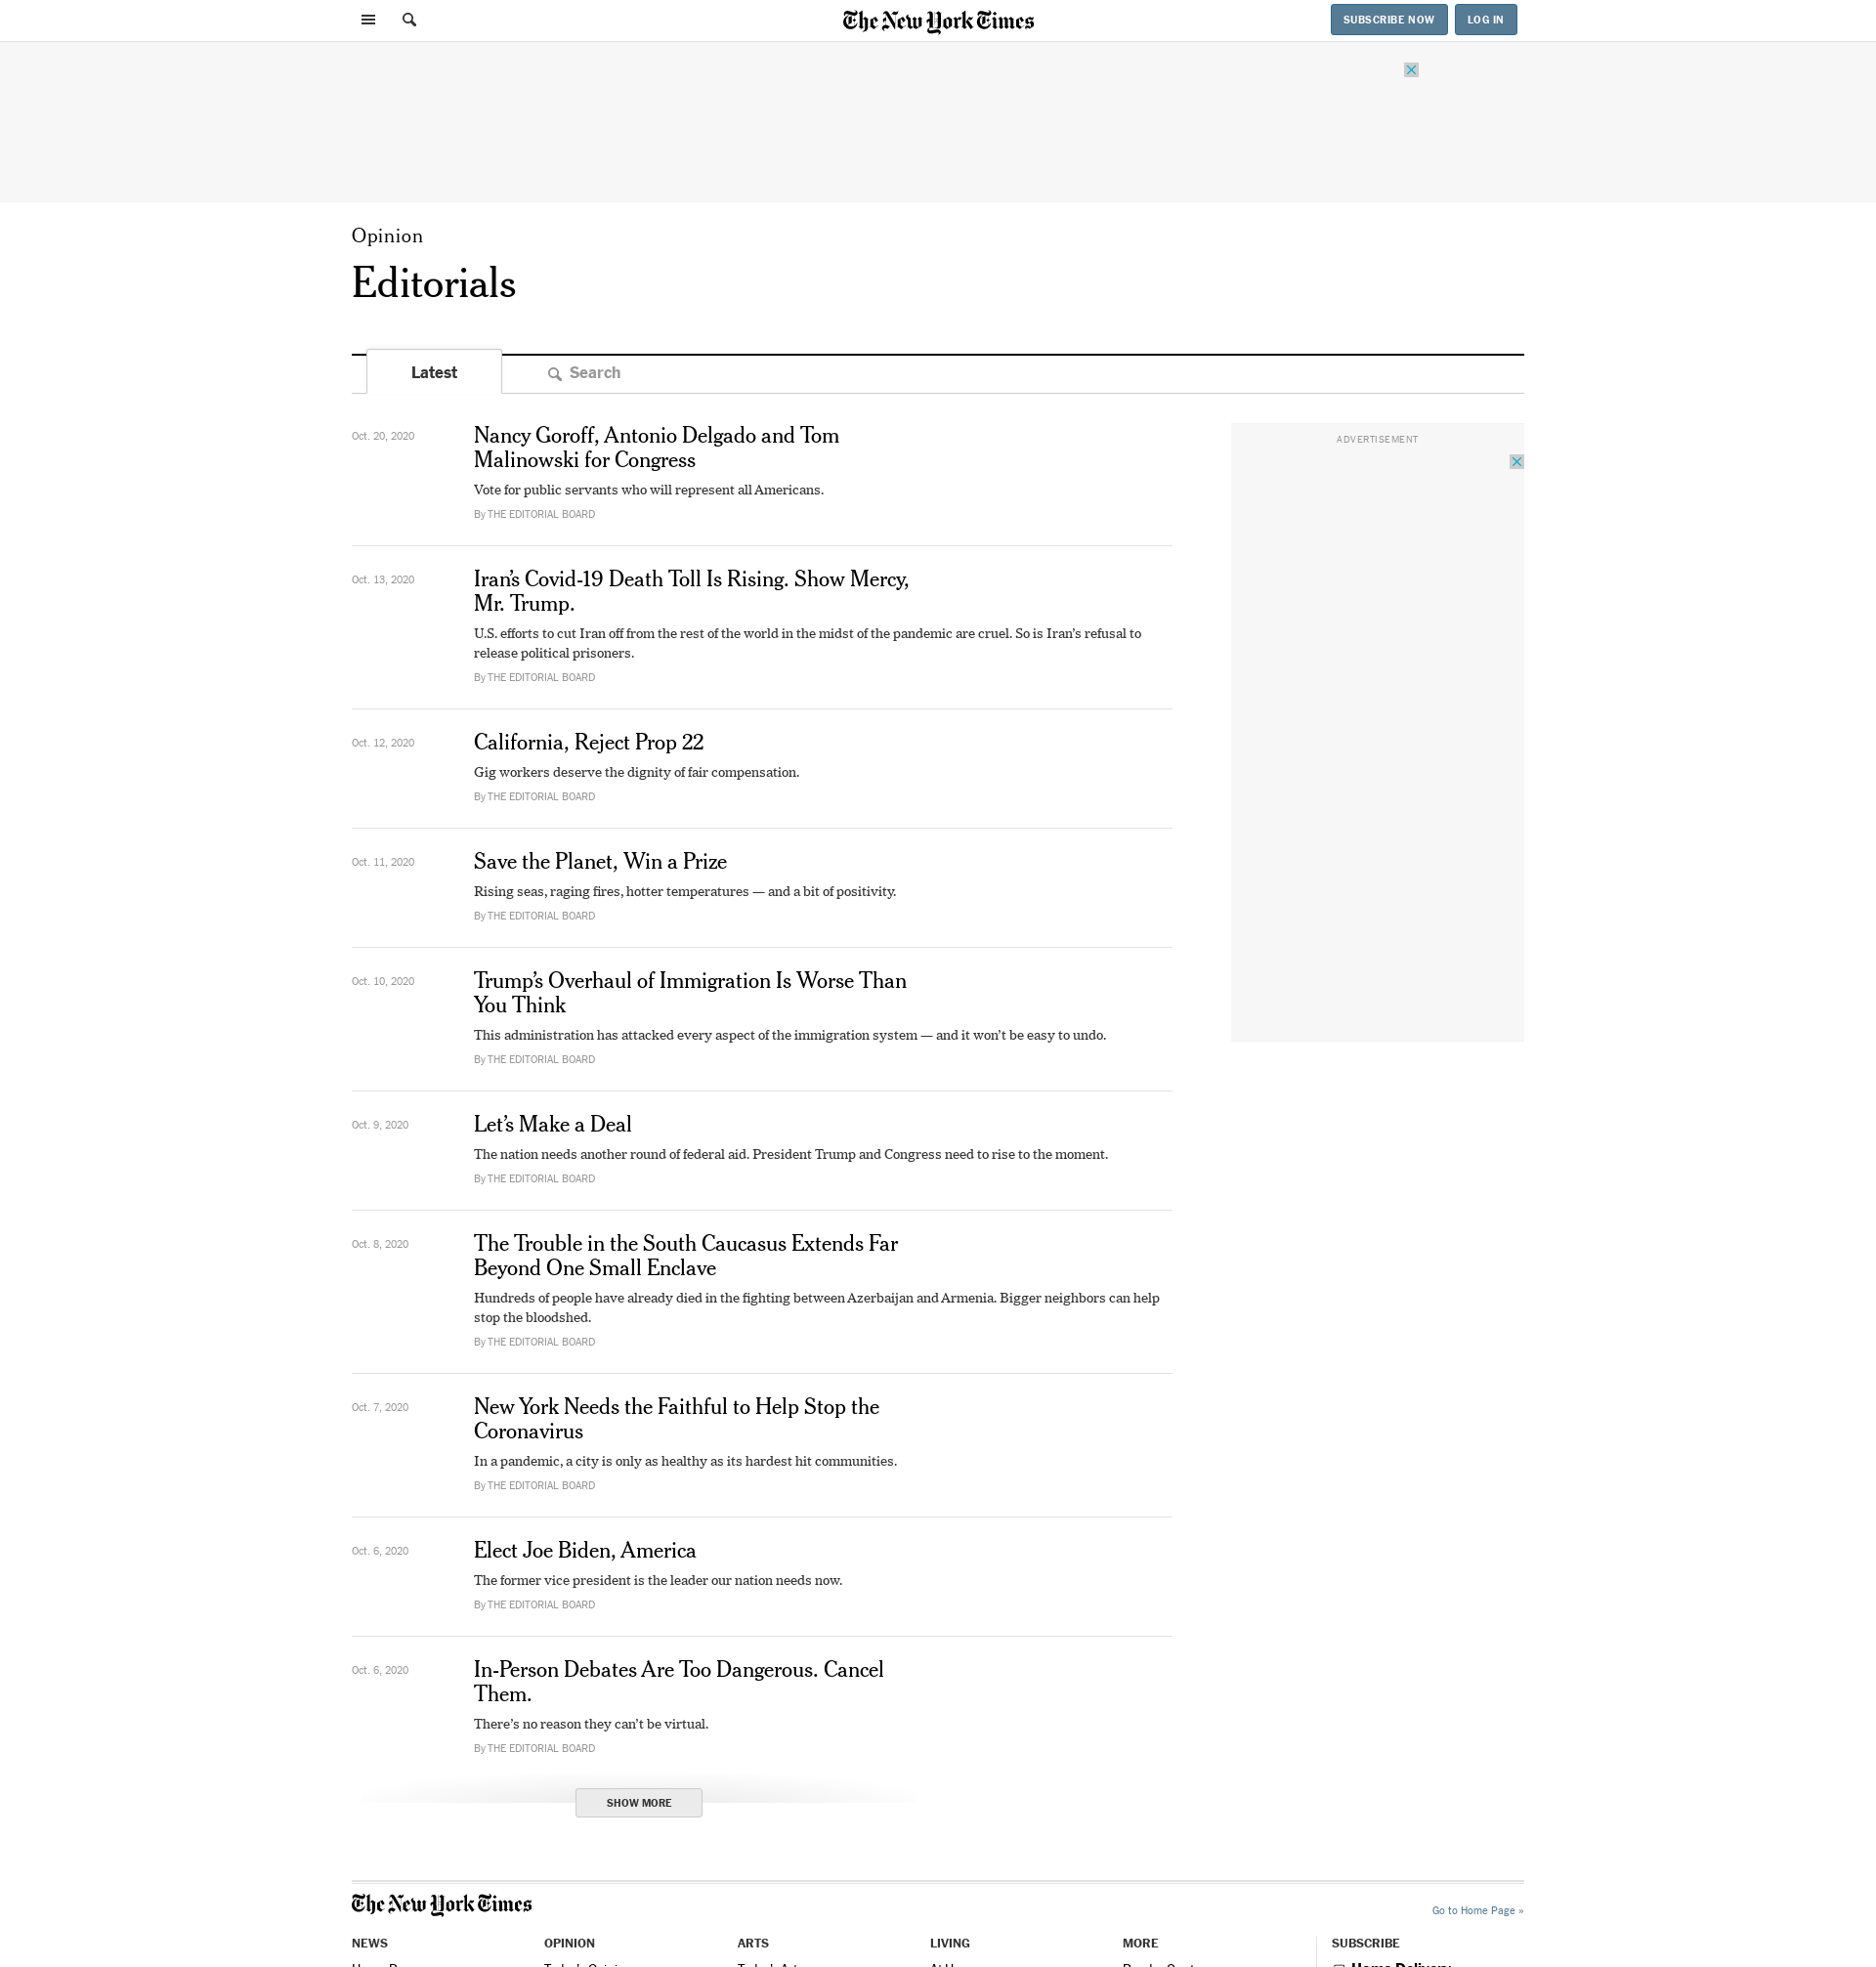 The New York Times
SUBSCRIBE NOW
LOG IN
Opinion
Editorials
Latest
Search
Oct. 20, 2020
Nancy Goroff, Antonio Delgado and Tom
Malinowski for Congress
Vote for public servants who will represent all Americans.
By THE EDITORIAL BOARD
ADVERTISEMENT
Oct. 13, 2020
Iran’s Covid-19 Death Toll Is Rising. Show Mercy,
Mr. Trump.
U.S. efforts to cut Iran off from the rest of the world in the midst of the pandemic are cruel. So is Iran’s refusal to
release political prisoners.
By THE EDITORIAL BOARD
Oct. 12, 2020
California, Reject Prop 22
Gig workers deserve the dignity of fair compensation.
By THE EDITORIAL BOARD
Oct. 11, 2020
Save the Planet, Win a Prize
Rising seas, raging fires, hotter temperatures — and a bit of positivity.
By THE EDITORIAL BOARD
Oct. 10, 2020
Trump’s Overhaul of Immigration Is Worse Than
You Think
This administration has attacked every aspect of the immigration system — and it won’t be easy to undo.
By THE EDITORIAL BOARD
Oct. 9, 2020
Let’s Make a Deal
The nation needs another round of federal aid. President Trump and Congress need to rise to the moment.
By THE EDITORIAL BOARD
Oct. 8, 2020
The Trouble in the South Caucasus Extends Far
Beyond One Small Enclave
Hundreds of people have already died in the fighting between Azerbaijan and Armenia. Bigger neighbors can help
stop the bloodshed.
By THE EDITORIAL BOARD
Oct. 7, 2020
New York Needs the Faithful to Help Stop the
Coronavirus
In a pandemic, a city is only as healthy as its hardest hit communities.
By THE EDITORIAL BOARD
Oct. 6, 2020
Elect Joe Biden, America
The former vice president is the leader our nation needs now.
By THE EDITORIAL BOARD
Oct. 6, 2020
In-Person Debates Are Too Dangerous. Cancel
Them.
There’s no reason they can’t be virtual.
By THE EDITORIAL BOARD
SHOW MORE
The New York Times
Go to Home Page »
NEWS
OPINION
ARTS
LIVING
MORE
SUBSCRIBE
Home Delivery